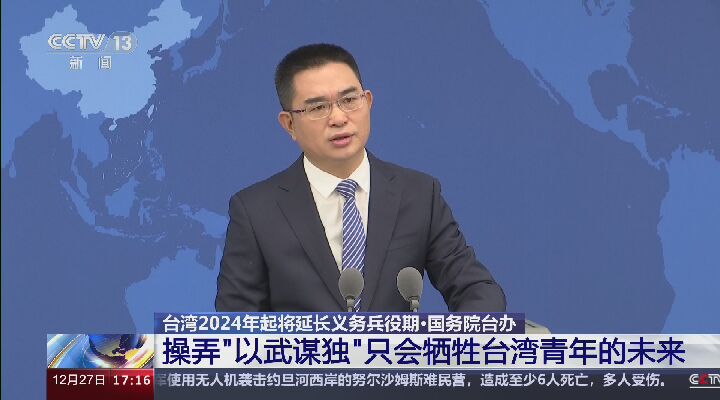 CCTV 13
新闻
台湾2024年起将延长义务兵役期·国务院台办
操弄"以武谋独"只会牺牲台湾青年的未来
12月27日 17:16 军使用无人机袭击约旦河西岸的努尔沙姆斯难民营，造成至少6人死亡，多人受伤。